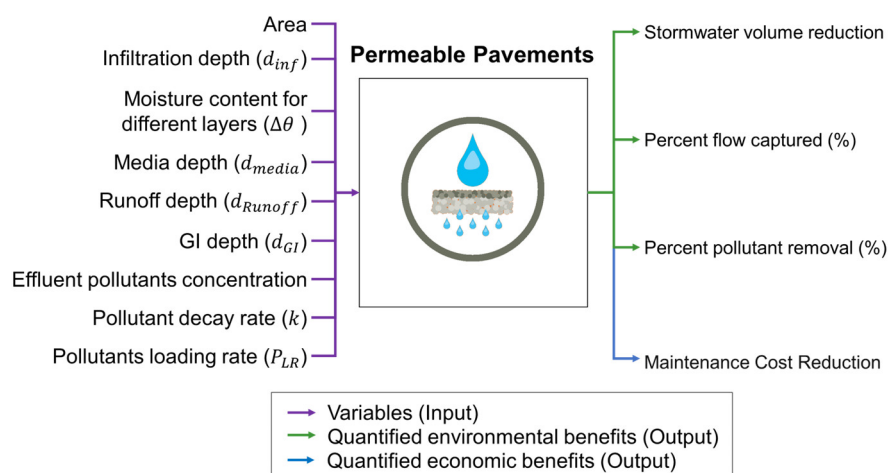 Area
Infiltration depth (d_inf)
Moisture content for
different layers (Δθ )
Media depth (d_media)
Runoff depth (d_Runoff)
GI depth (d_GI)
Effluent pollutants concentration
Pollutant decay rate (k)
Pollutants loading rate (P_LR)
Permeable Pavements
Stormwater volume reduction
Percent flow captured (%)
Percent pollutant removal (%)
Maintenance Cost Reduction
Variables (Input)
Quantified environmental benefits (Output)
Quantified economic benefits (Output)